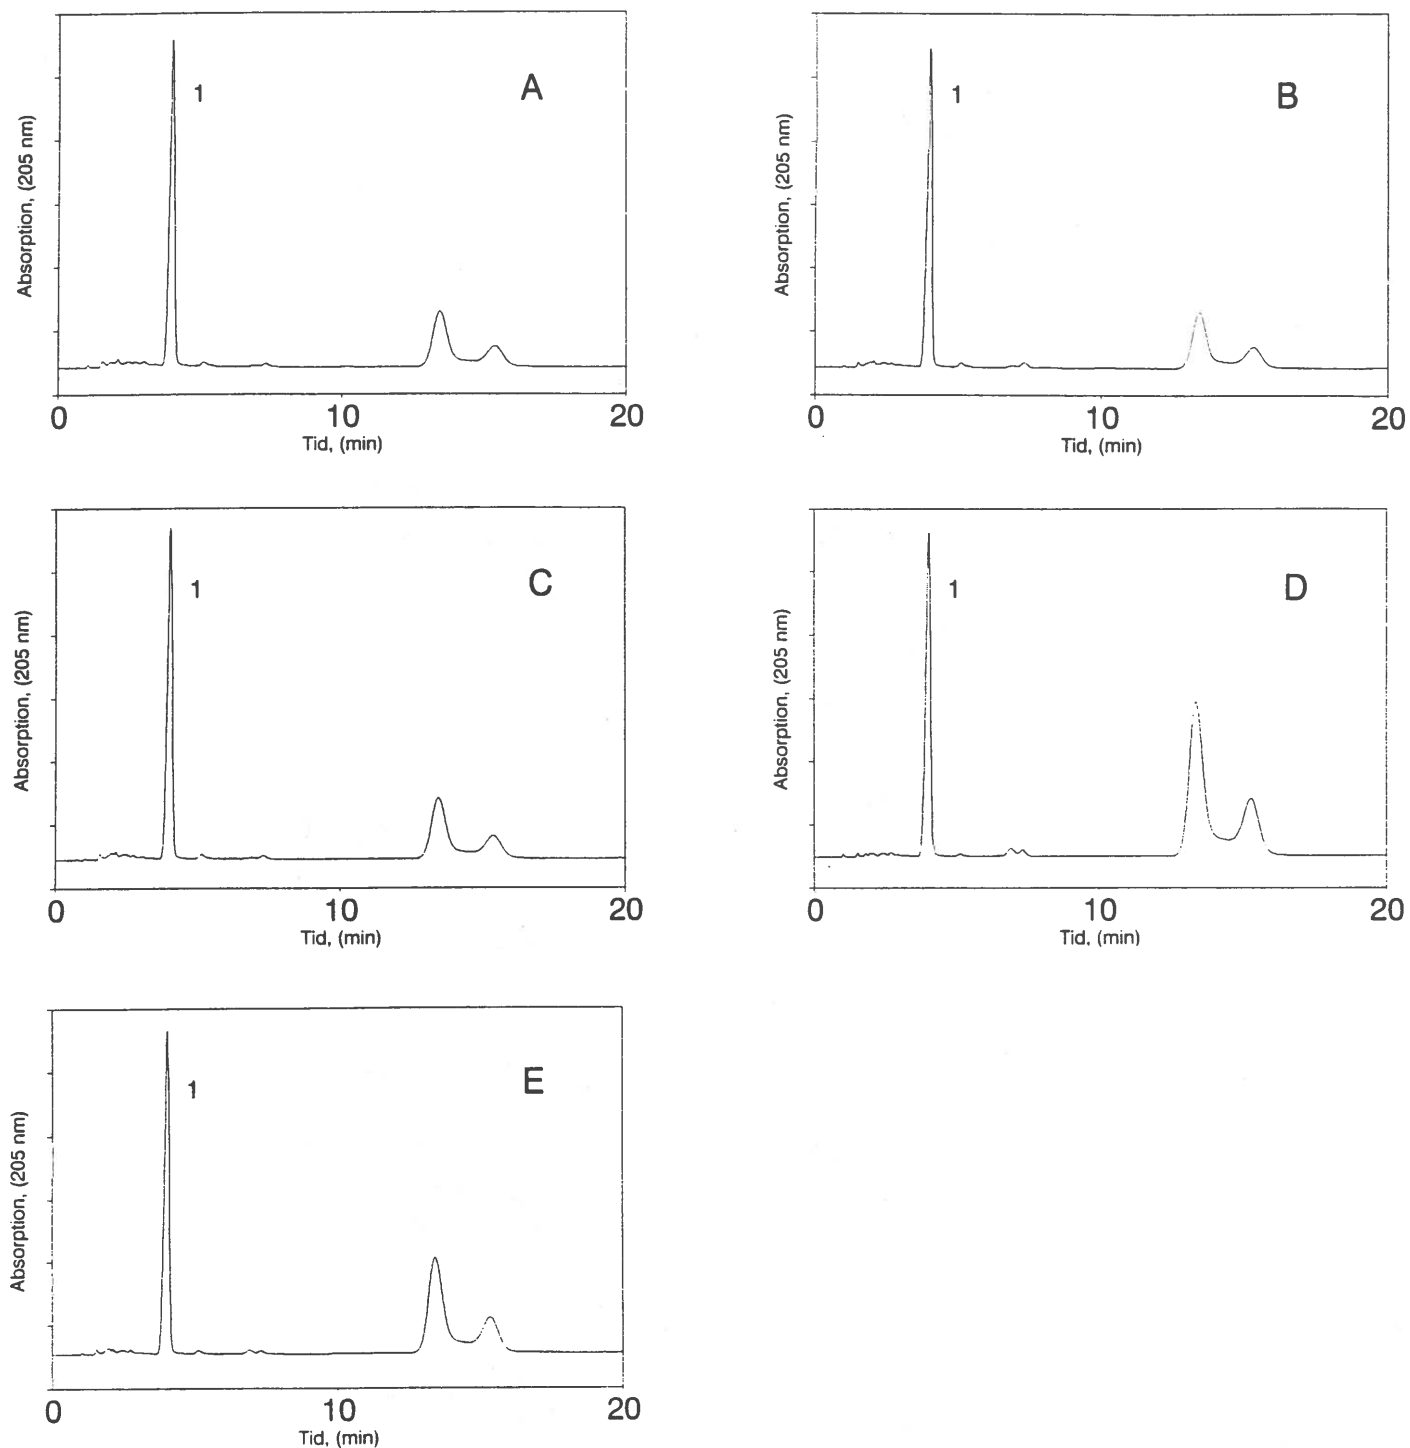 A
1
Absorption, (205 nm)
0 10 20
Tid, (min)
B
1
Absorption, (205 nm)
0 10 20
Tid, (min)
C
1
Absorption, (205 nm)
0 10 20
Tid, (min)
D
1
Absorption, (205 nm)
0 10 20
Tid, (min)
E
1
Absorption, (205 nm)
0 10 20
Tid, (min)